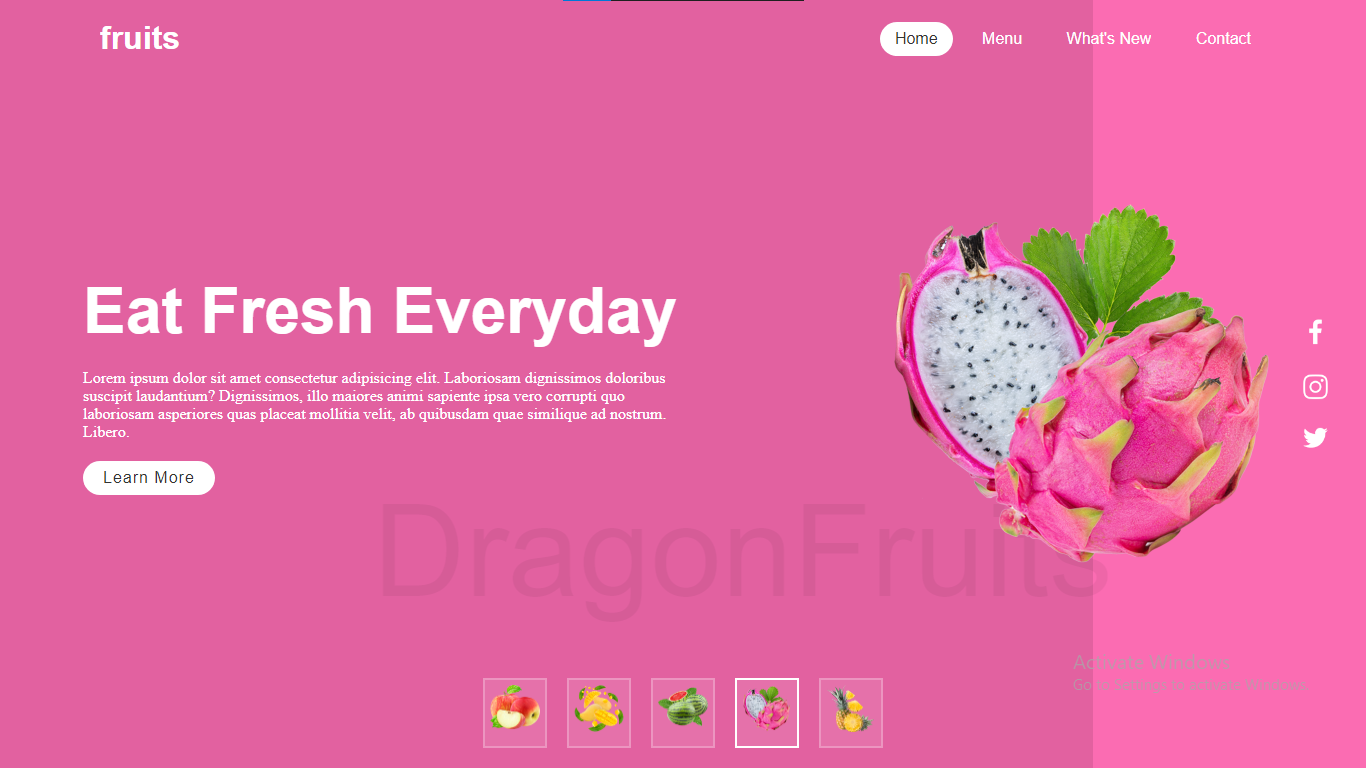 fruits
Home Menu What's New Contact
Eat Fresh Everyday
Lorem ipsum dolor sit amet consectetur adipisicing elit. Laboriosam dignissimos doloribus
suscipit laudantium? Dignissimos, illo maiores animi sapiente ipsa vero corrupti quo
laboriosam asperiores quas placeat mollitia velit, ab quibusdam quae similique ad nostrum.
Libero.
Learn More
DragonFruits
Activate Windows
Go to Settings to activate Windows.